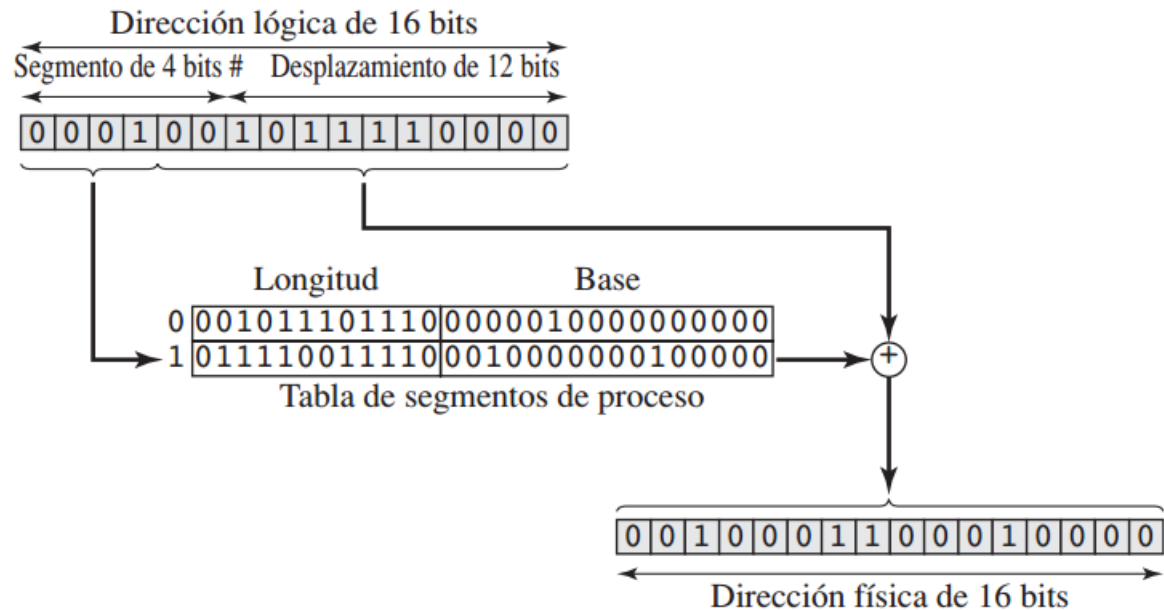 Dirección lógica de 16 bits
Segmento de 4 bits # Desplazamiento de 12 bits
0 0 0 1 0 0 1 0 1 1 1 1 0 0 0 0
Longitud Base
0 001011101110 0000010000000000
1 011110011110 0010000000100000
+
Tabla de segmentos de proceso
0 0 1 0 0 0 1 1 0 0 0 1 0 0 0 0
Dirección física de 16 bits